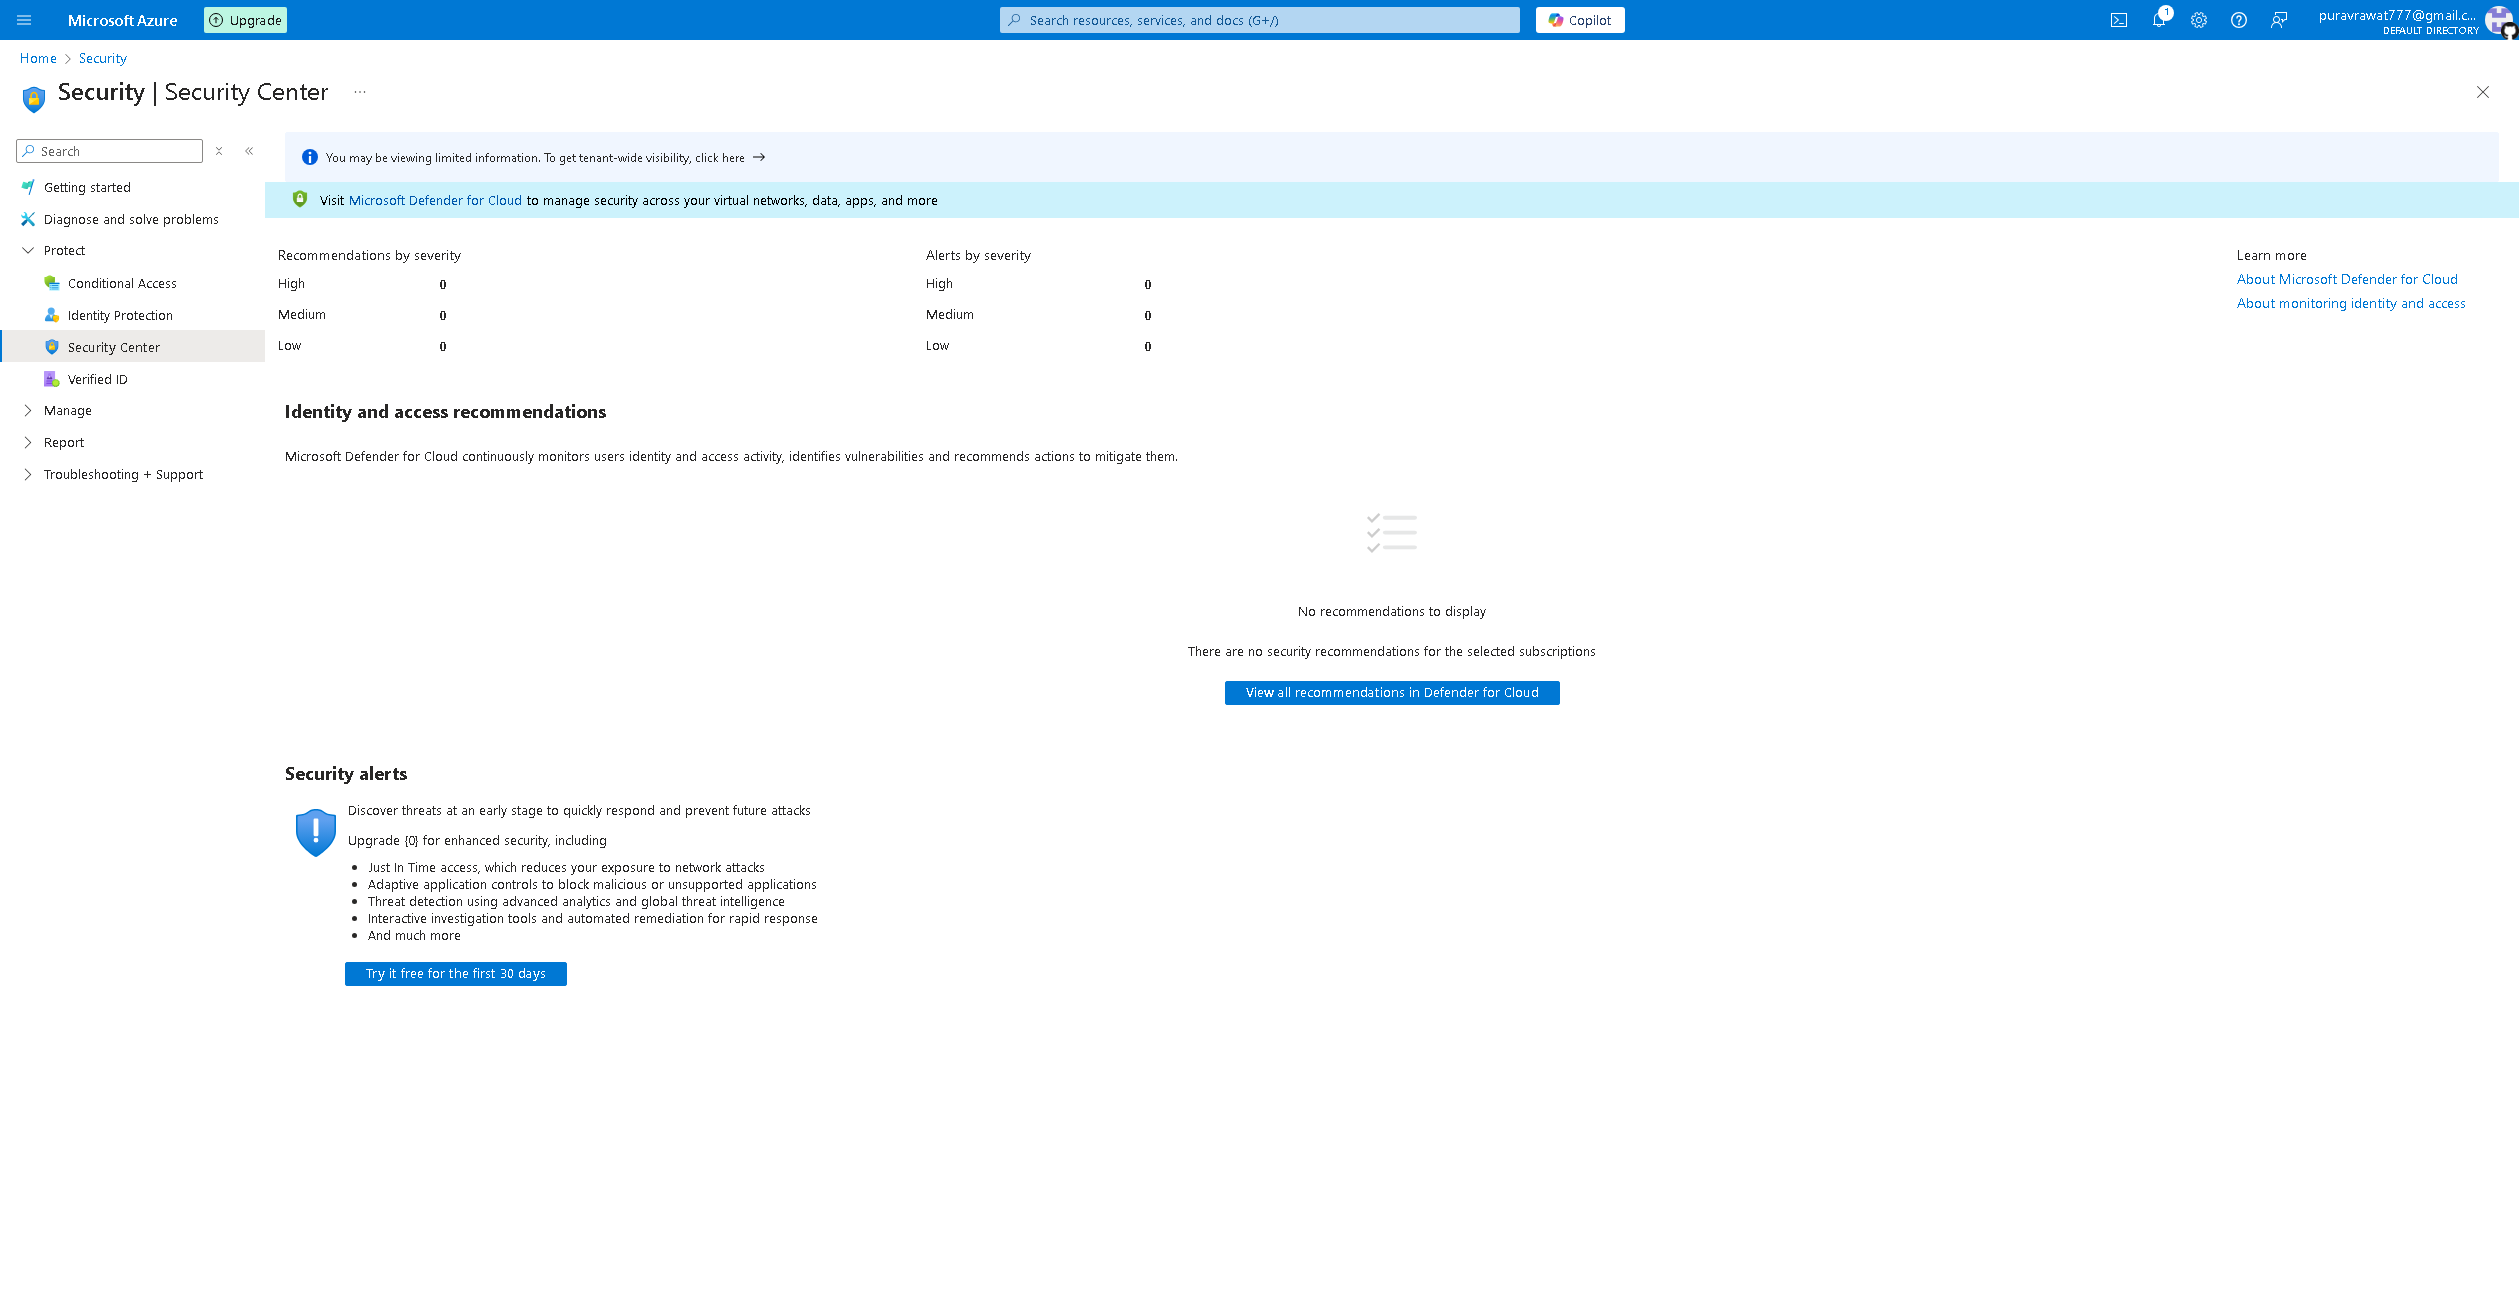 Microsoft Azure
Upgrade
Search resources, services, and docs (G+/)
Copilot
1
puravrawat777@gmail.c...
DEFAULT DIRECTORY
Home > Security
Security | Security Center ...
Search
Getting started
Diagnose and solve problems
Protect
Conditional Access
Identity Protection
Security Center
Verified ID
Manage
Report
Troubleshooting + Support
You may be viewing limited information. To get tenant-wide visibility, click here →
Visit Microsoft Defender for Cloud to manage security across your virtual networks, data, apps, and more
Recommendations by severity
High 0
Medium 0
Low 0
Alerts by severity
High 0
Medium 0
Low 0
Learn more
About Microsoft Defender for Cloud
About monitoring identity and access
Identity and access recommendations
Microsoft Defender for Cloud continuously monitors users identity and access activity, identifies vulnerabilities and recommends actions to mitigate them.
No recommendations to display
There are no security recommendations for the selected subscriptions
View all recommendations in Defender for Cloud
Security alerts
Discover threats at an early stage to quickly respond and prevent future attacks
Upgrade {0} for enhanced security, including
• Just In Time access, which reduces your exposure to network attacks
• Adaptive application controls to block malicious or unsupported applications
• Threat detection using advanced analytics and global threat intelligence
• Interactive investigation tools and automated remediation for rapid response
• And much more
Try it free for the first 30 days